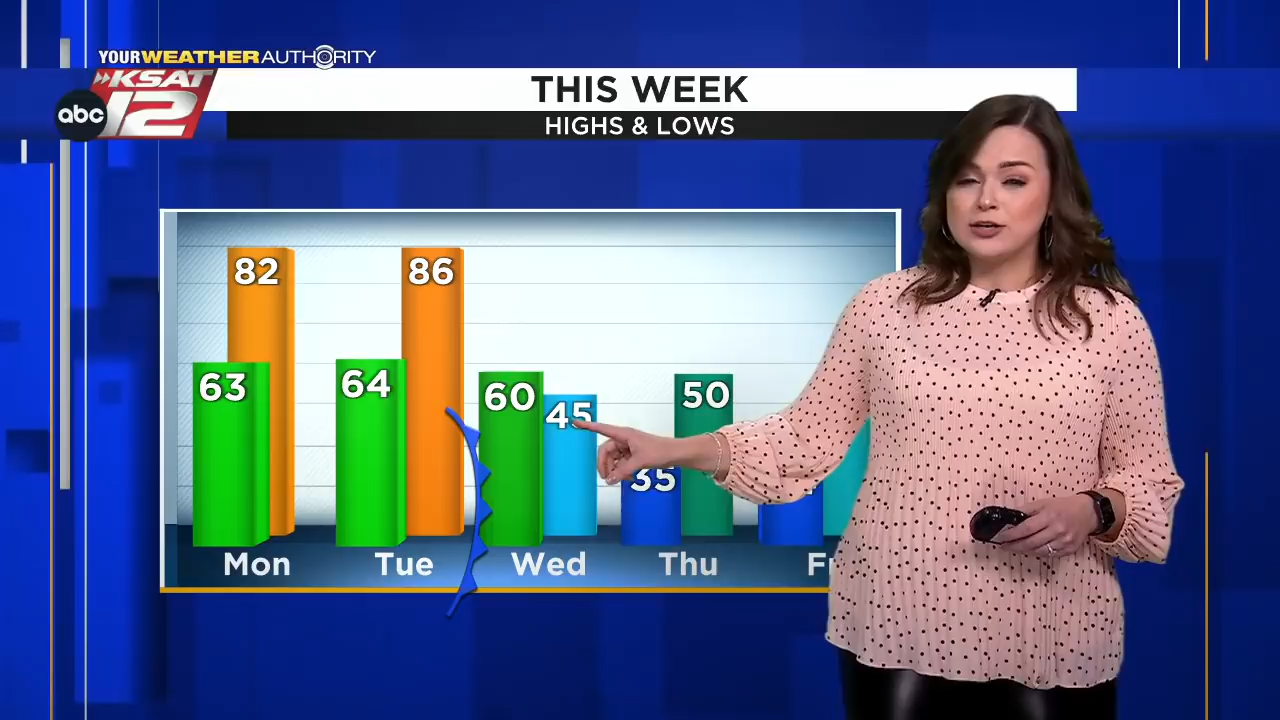 YOUR WEATHER AUTHORITY
KSAT
abc 12
THIS WEEK
HIGHS & LOWS
82 86
63 64 60 45 35 50
Mon Tue Wed Thu